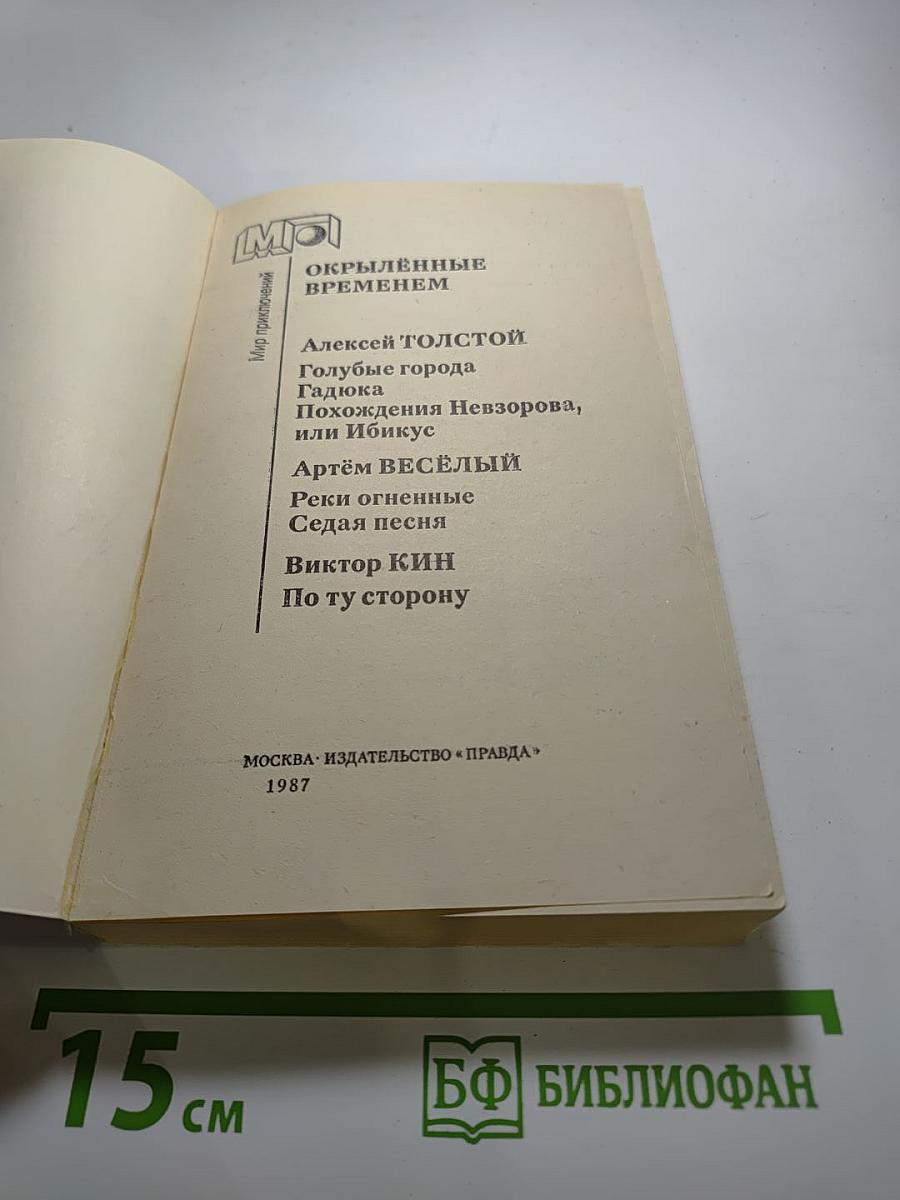 МП
Мир приключений
ОКРЫЛЁННЫЕ
ВРЕМЕНЕМ
Алексей ТОЛСТОЙ
Голубые города
Гадюка
Похождения Невзорова,
или Ибикус
Артём ВЕСЁЛЫЙ
Реки огненные
Седая песня
Виктор КИН
По ту сторону
МОСКВА · ИЗДАТЕЛЬСТВО «ПРАВДА»
1987
15 см
БФ БИБЛИОФАН